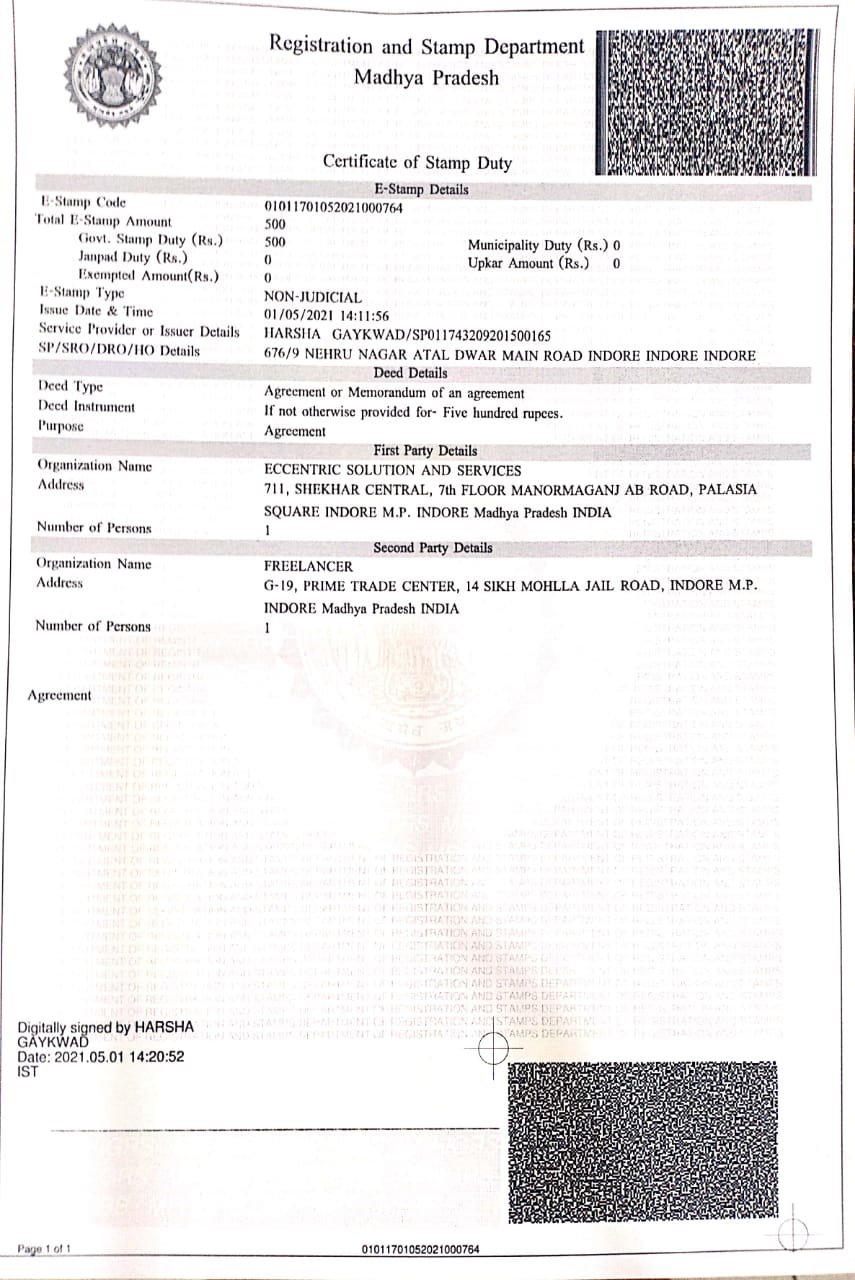 Registration and Stamp Department
Madhya Pradesh
Certificate of Stamp Duty
E-Stamp Details
E-Stamp Code 01011701052021000764
Total E-Stamp Amount 500
Govt. Stamp Duty (Rs.) 500 Municipality Duty (Rs.) 0
Janpad Duty (Rs.) 0 Upkar Amount (Rs.) 0
Exempted Amount(Rs.) 0
E-Stamp Type NON-JUDICIAL
Issue Date & Time 01/05/2021 14:11:56
Service Provider or Issuer Details HARSHA GAYKWAD/SP011743209201500165
SP/SRO/DRO/HO Details 676/9 NEHRU NAGAR ATAL DWAR MAIN ROAD INDORE INDORE INDORE
Deed Details
Deed Type Agreement or Memorandum of an agreement
Deed Instrument If not otherwise provided for- Five hundred rupees.
Purpose Agreement
First Party Details
Organization Name ECCENTRIC SOLUTION AND SERVICES
Address 711, SHEKHAR CENTRAL, 7th FLOOR MANORMAGANJ AB ROAD, PALASIA
SQUARE INDORE M.P. INDORE Madhya Pradesh INDIA
Number of Persons 1
Second Party Details
Organization Name FREELANCER
Address G-19, PRIME TRADE CENTER, 14 SIKH MOHLLA JAIL ROAD, INDORE M.P.
INDORE Madhya Pradesh INDIA
Number of Persons 1
Agreement
Digitally signed by HARSHA
GAYKWAD
Date: 2021.05.01 14:20:52
IST
Page 1 of 1 01011701052021000764